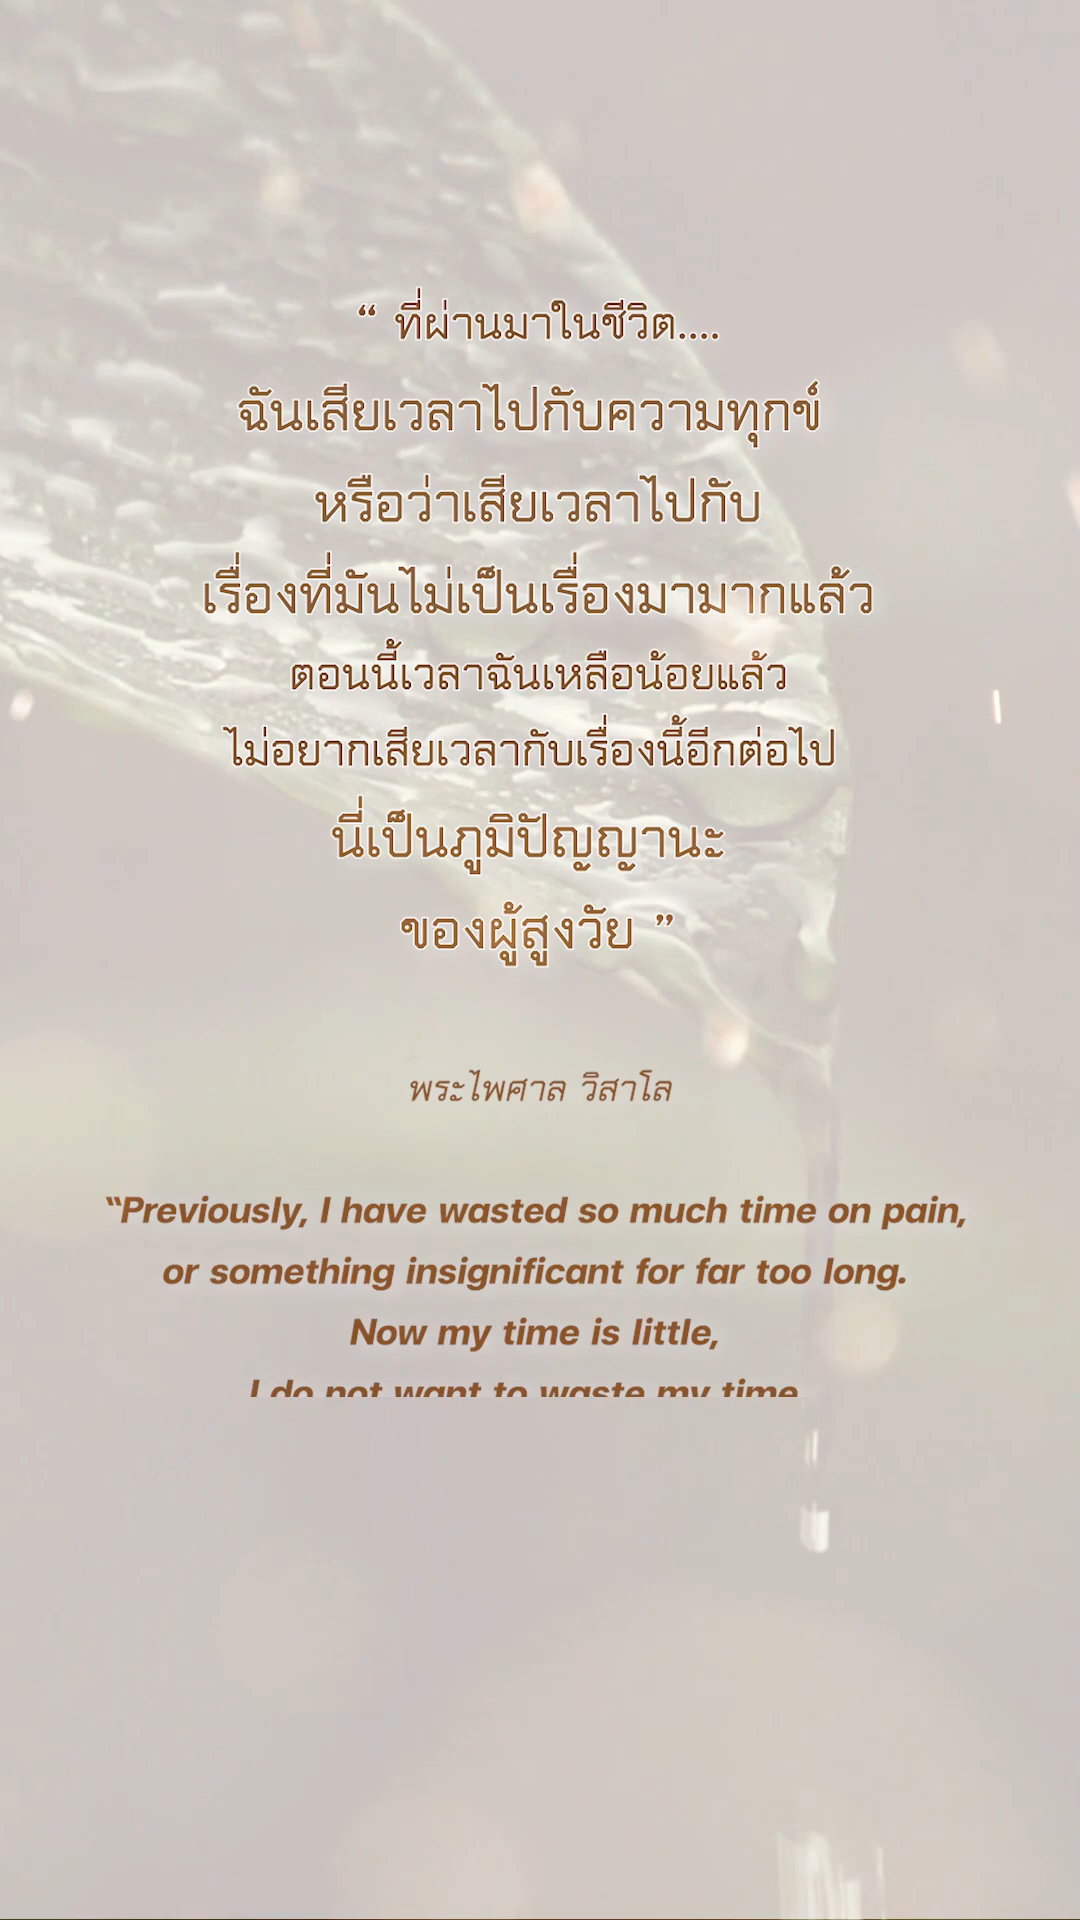 “ ที่ผ่านมาในชีวิต....
ฉันเสียเวลาไปกับความทุกข์
หรือว่าเสียเวลาไปกับ
เรื่องที่มันไม่เป็นเรื่องมามากแล้ว
ตอนนี้เวลาฉันเหลือน้อยแล้ว
ไม่อยากเสียเวลากับเรื่องนี้อีกต่อไป
นี่เป็นภูมิปัญญานะ
ของผู้สูงวัย ”
พระไพศาล วิสาโล
“Previously, I have wasted so much time on pain,
or something insignificant for far too long.
Now my time is little,
I do not want to waste my time